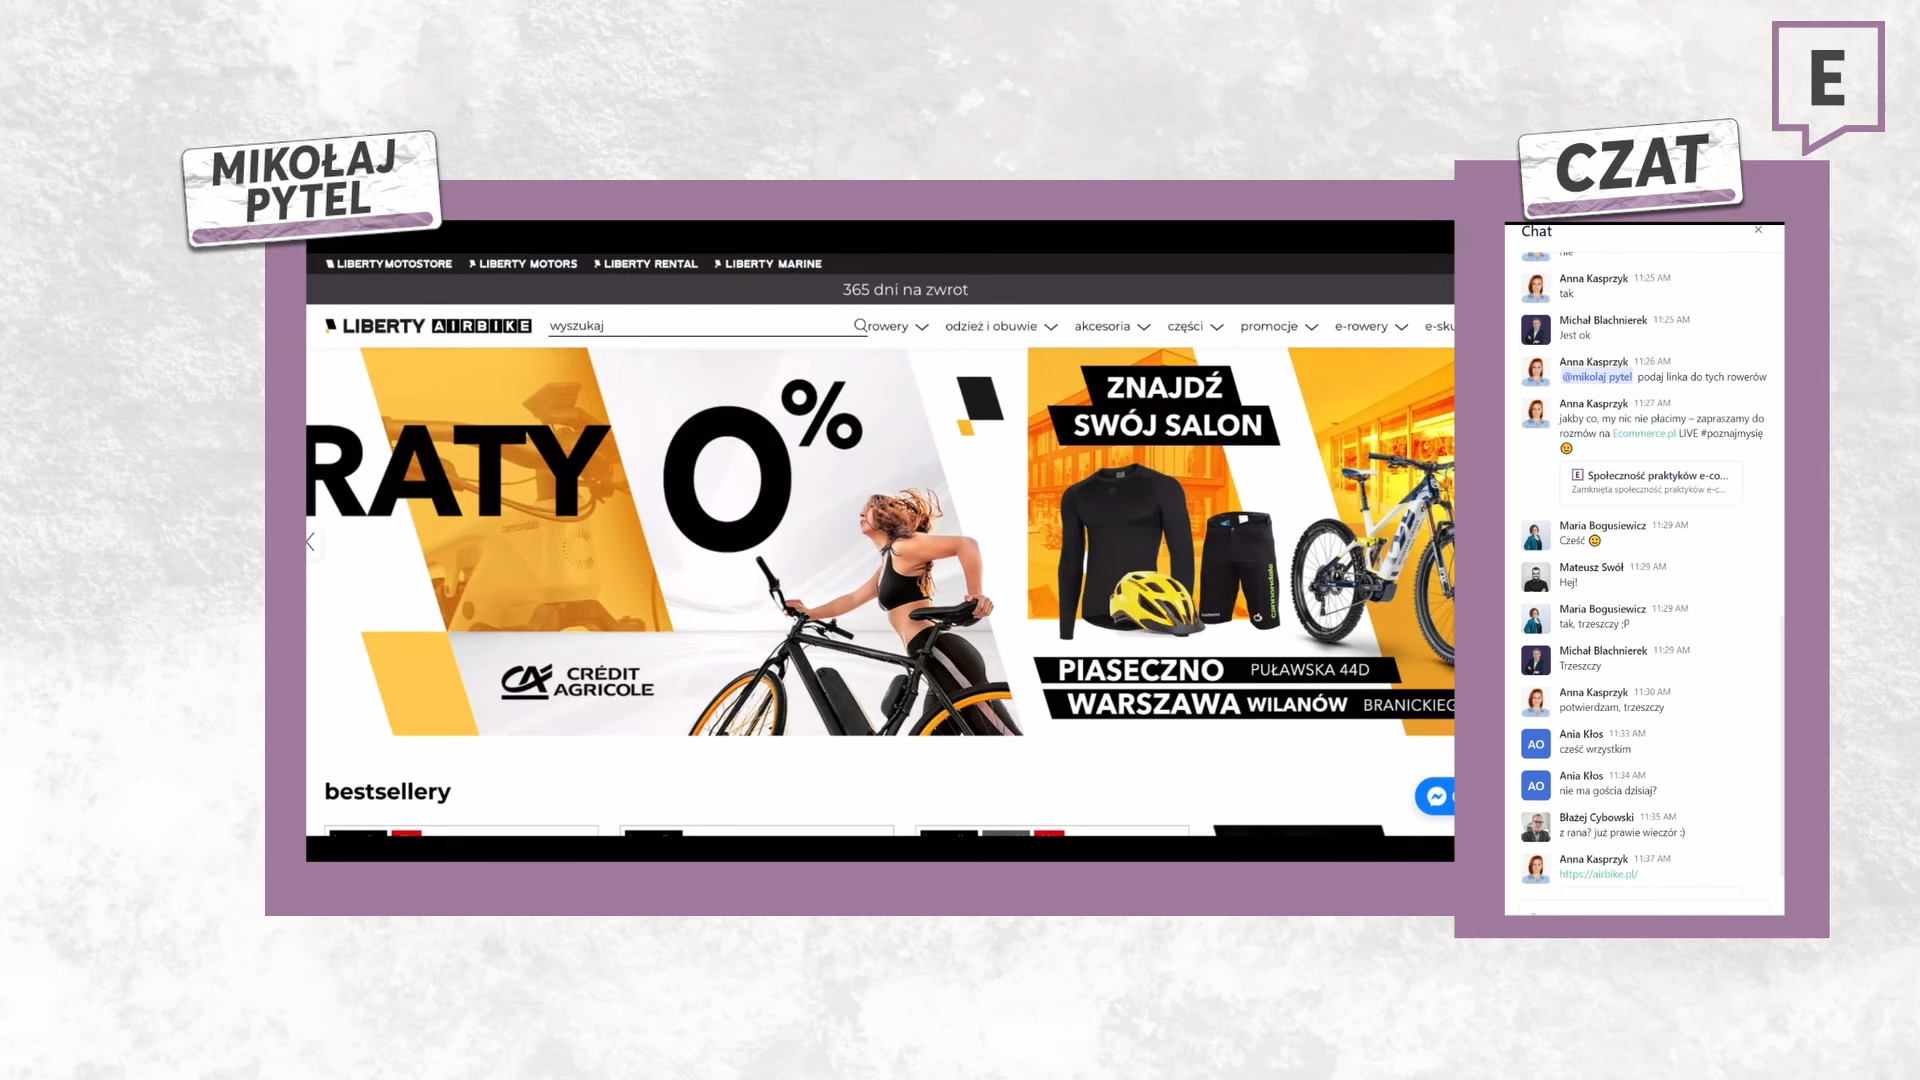 E
MIKOŁAJ
PYTEL
CZAT
LIBERTY MOTOSTORE
LIBERTY MOTORS
LIBERTY RENTAL
LIBERTY MARINE
365 dni na zwrot
LIBERTY AIRBIKE
wyszukaj
rowery
odzież i obuwie
akcesoria
części
promocje
e-rowery
e-sku
RATY 0%
CRÉDIT
AGRICOLE
ZNAJDŹ
SWÓJ SALON
cannondale
PIASECZNO PUŁAWSKA 44D
WARSZAWA WILANÓW BRANICKIEG
bestsellery
Chat
nie
Anna Kasprzyk 11:25 AM
tak
Michał Blachnierek 11:25 AM
Jest ok
Anna Kasprzyk 11:26 AM
@mikolaj pytel podaj linka do tych rowerów
Anna Kasprzyk 11:27 AM
jakby co, my nic nie płacimy – zapraszamy do
rozmów na Ecommerce.pl LIVE #poznajmysię
E Społeczność praktyków e-co...
Zamknięta społeczność praktyków e-c...
Maria Bogusiewicz 11:29 AM
Cześć
Mateusz Swół 11:29 AM
Hej!
Maria Bogusiewicz 11:29 AM
tak, trzeszczy ;P
Michał Blachnierek 11:29 AM
Trzeszczy
Anna Kasprzyk 11:30 AM
potwierdzam, trzeszczy
AO
Ania Kłos 11:33 AM
cześć wrzystkim
AO
Ania Kłos 11:34 AM
nie ma gościa dzisiaj?
Błażej Cybowski 11:35 AM
z rana? już prawie wieczór :)
Anna Kasprzyk 11:37 AM
https://airbike.pl/